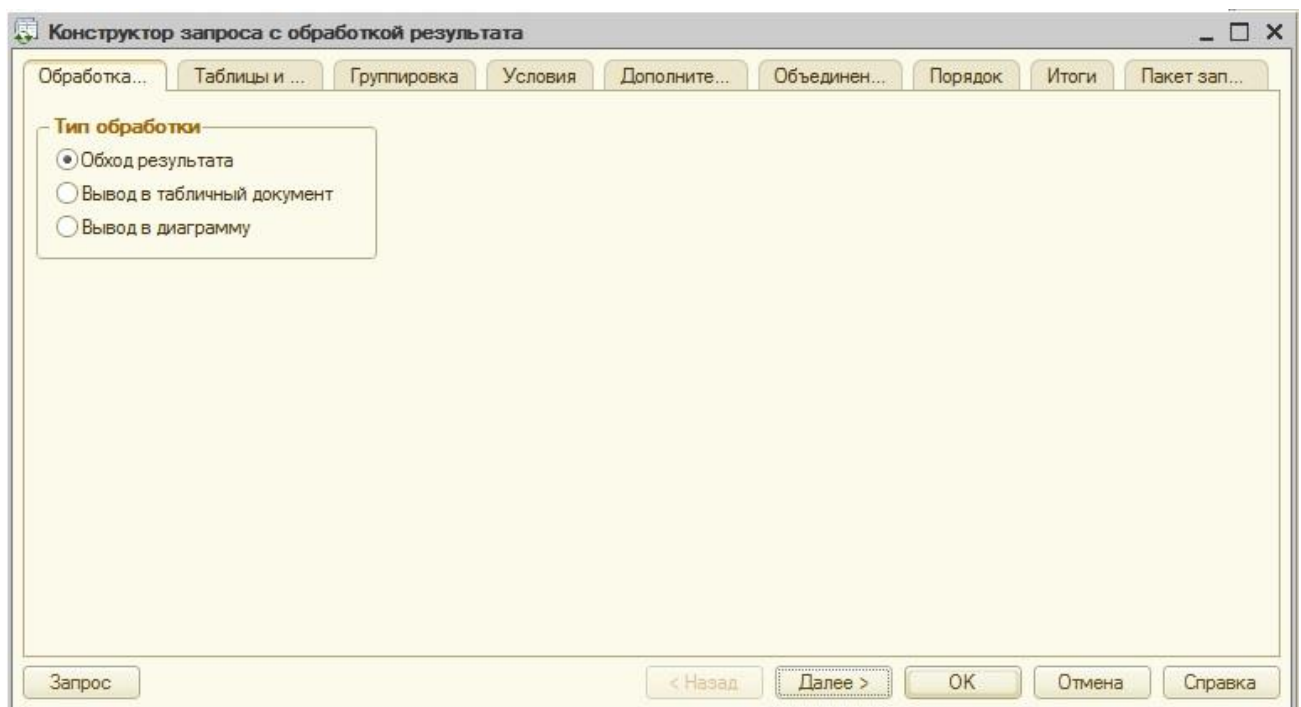 Конструктор запроса с обработкой результата
Обработка... Таблицы и ... Группировка Условия Дополните... Объединен... Порядок Итоги Пакет зап...
Тип обработки
Обход результата
Вывод в табличный документ
Вывод в диаграмму
Запрос < Назад Далее > OK Отмена Справка